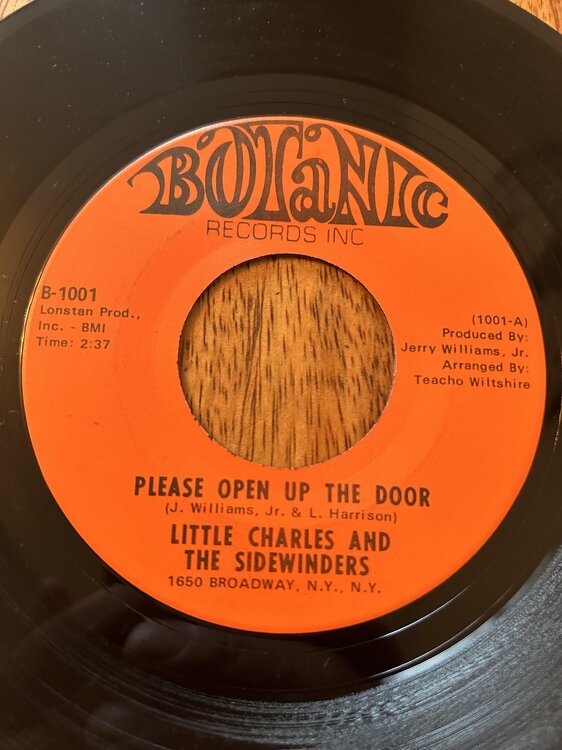 BOTANIC
RECORDS INC
B-1001
Lonstan Prod.,
Inc. - BMI
Time: 2:37
(1001-A)
Produced By:
Jerry Williams, Jr.
Arranged By:
Teacho Wiltshire
PLEASE OPEN UP THE DOOR
(J. Williams, Jr. & L. Harrison)
LITTLE CHARLES AND
THE SIDEWINDERS
1650 BROADWAY, N.Y., N.Y.